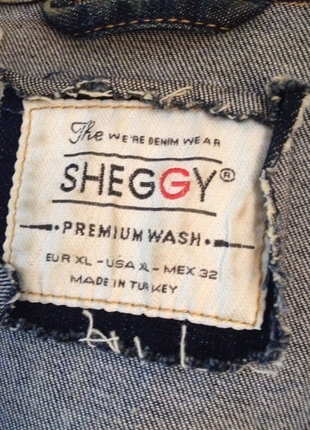 The WE'RE DENIM WEAR
SHEGGY®
• PREMIUM WASH •
EUR XL - USA XL - MEX 32
MADE IN TURKEY